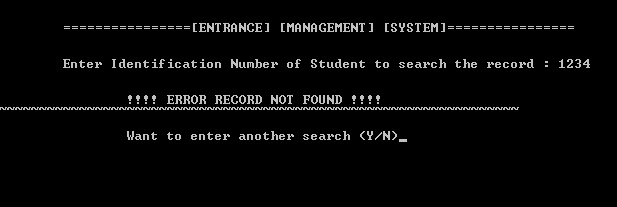 ================[ENTRANCE] [MANAGEMENT] [SYSTEM]================
Enter Identification Number of Student to search the record : 1234
!!!! ERROR RECORD NOT FOUND !!!!
~~~~~~~~~~~~~~~~~~~~~~~~~~~~~~~~~~~~~~~~~~~~~~~~~~~~~~~~~~~~~~~~~
Want to enter another search (Y/N)_